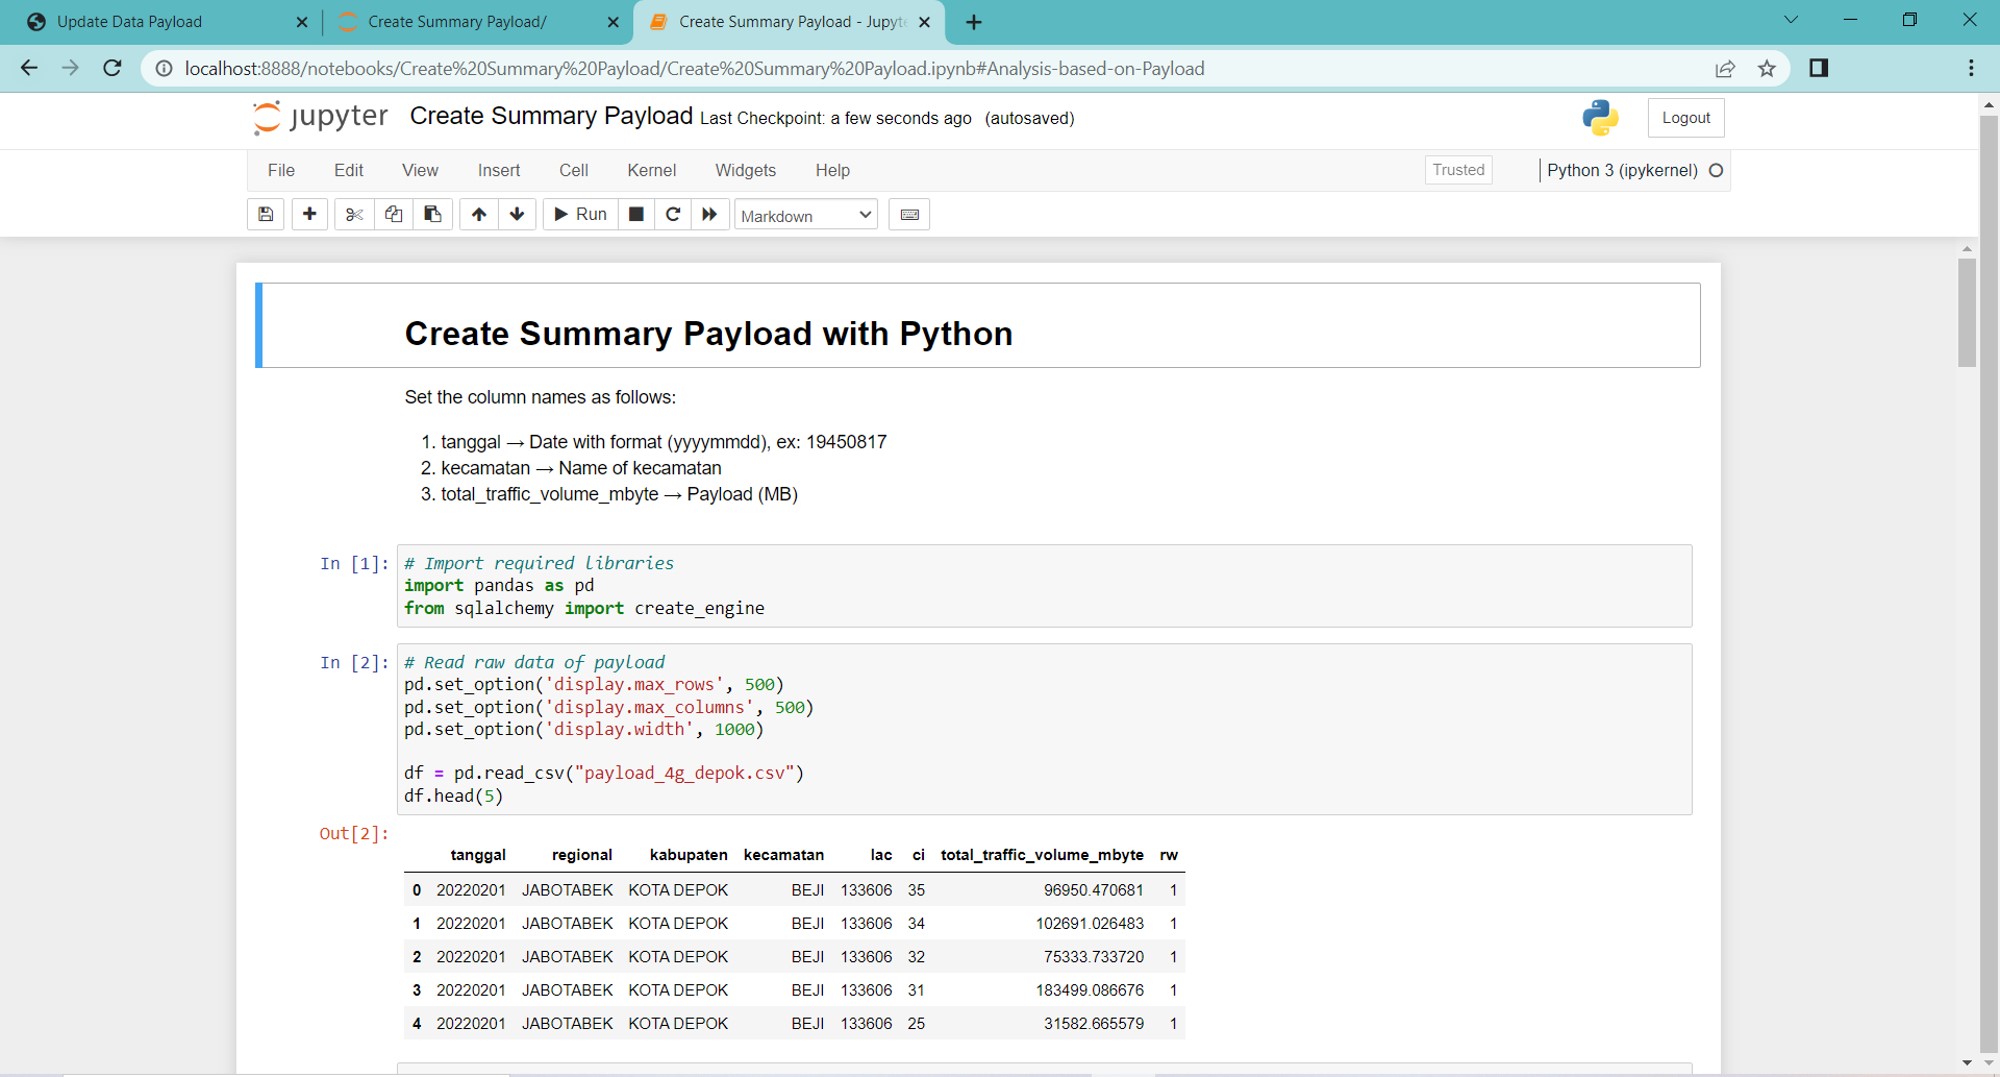 Update Data Payload
Create Summary Payload/
Create Summary Payload - Jupyt
localhost:8888/notebooks/Create%20Summary%20Payload/Create%20Summary%20Payload.ipynb#Analysis-based-on-Payload
jupyter Create Summary Payload Last Checkpoint: a few seconds ago (autosaved)
Logout
File Edit View Insert Cell Kernel Widgets Help
Trusted
Python 3 (ipykernel)
Run
Markdown
Create Summary Payload with Python
Set the column names as follows:
1. tanggal → Date with format (yyyymmdd), ex: 19450817
2. kecamatan → Name of kecamatan
3. total_traffic_volume_mbyte → Payload (MB)
In [1]: # Import required libraries
import pandas as pd
from sqlalchemy import create_engine
In [2]: # Read raw data of payload
pd.set_option('display.max_rows', 500)
pd.set_option('display.max_columns', 500)
pd.set_option('display.width', 1000)
df = pd.read_csv("payload_4g_depok.csv")
df.head(5)
Out[2]:
tanggal regional kabupaten kecamatan lac ci total_traffic_volume_mbyte rw
0 20220201 JABOTABEK KOTA DEPOK BEJI 133606 35 96950.470681 1
1 20220201 JABOTABEK KOTA DEPOK BEJI 133606 34 102691.026483 1
2 20220201 JABOTABEK KOTA DEPOK BEJI 133606 32 75333.733720 1
3 20220201 JABOTABEK KOTA DEPOK BEJI 133606 31 183499.086676 1
4 20220201 JABOTABEK KOTA DEPOK BEJI 133606 25 31582.665579 1